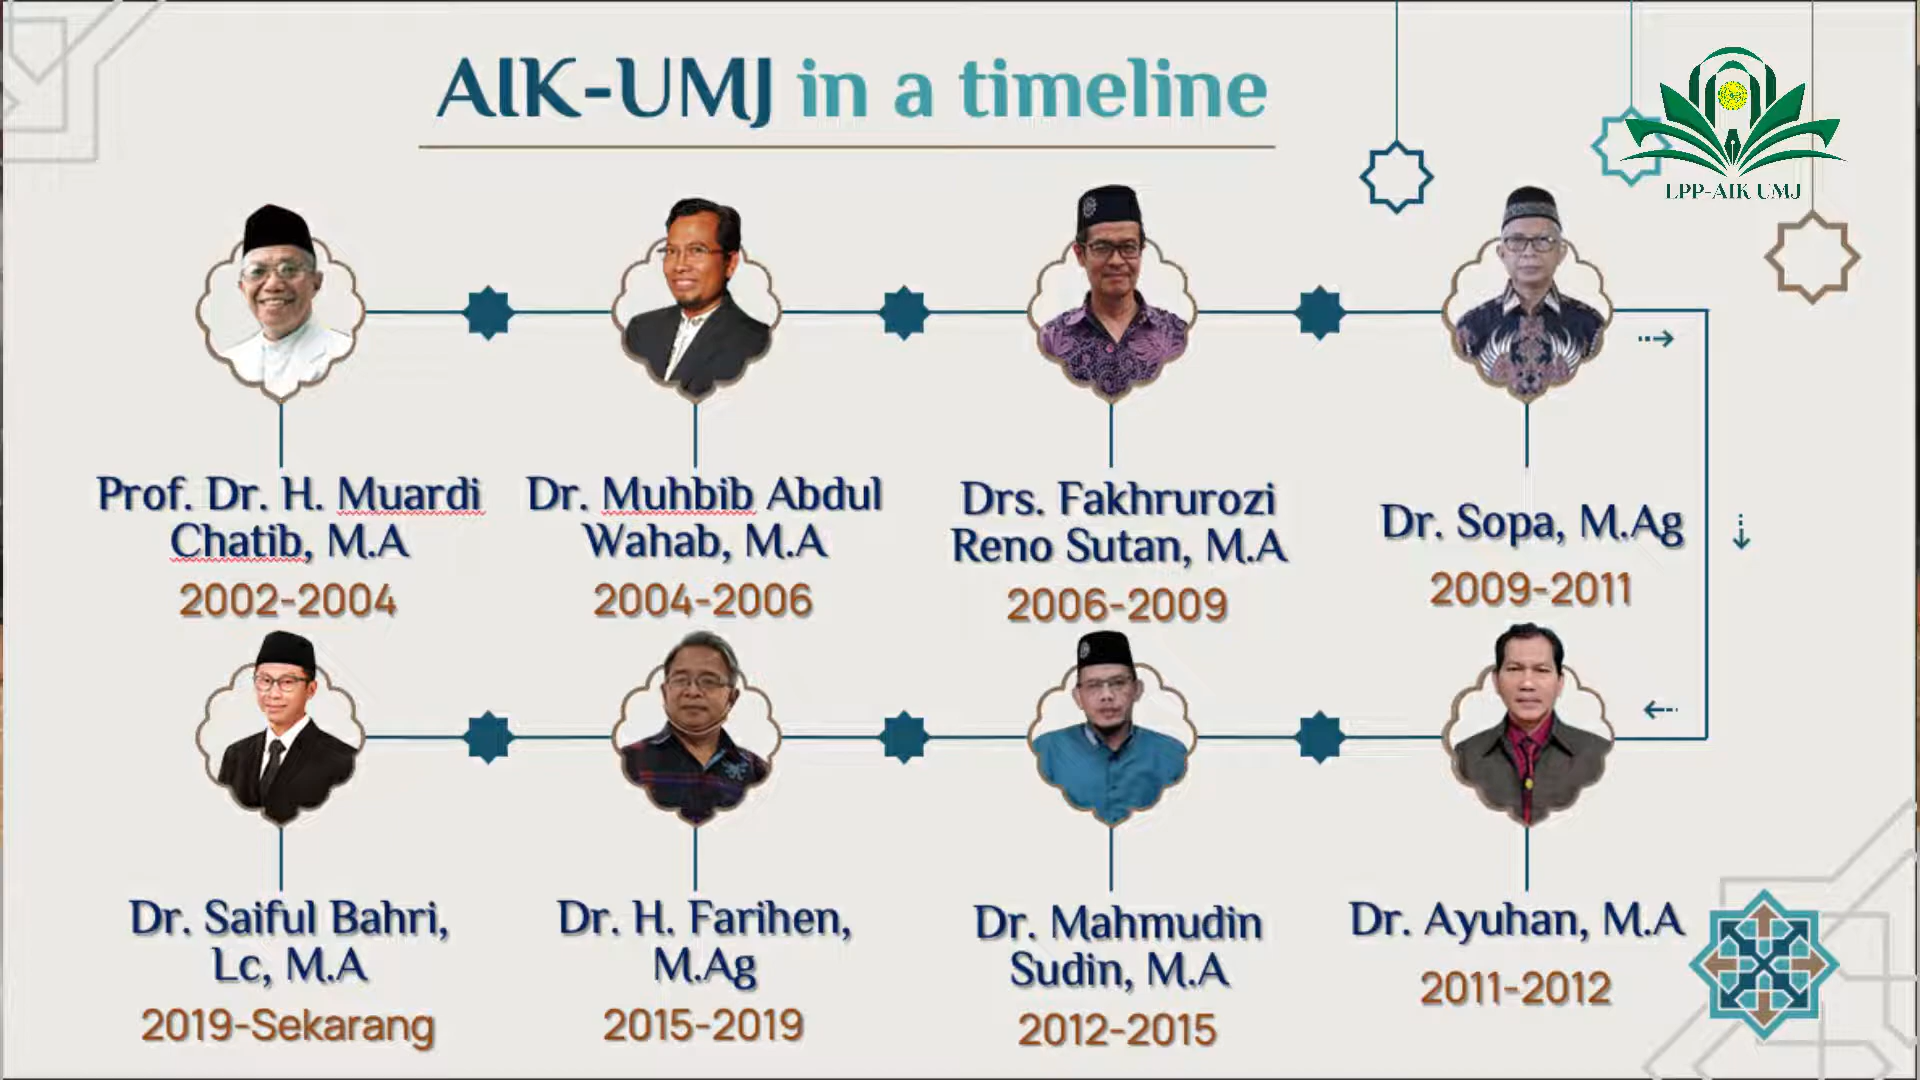 AIK-UMJ in a timeline
LPP-AIK UMJ
Prof. Dr. H. Muardi
Chatib, M.A
2002-2004
Dr. Muhbib Abdul
Wahab, M.A
2004-2006
Drs. Fakhrurozi
Reno Sutan, M.A
2006-2009
Dr. Sopa, M.Ag
2009-2011
Dr. Saiful Bahri,
Lc, M.A
2019-Sekarang
Dr. H. Farihen,
M.Ag
2015-2019
Dr. Mahmudin
Sudin, M.A
2012-2015
Dr. Ayuhan, M.A
2011-2012